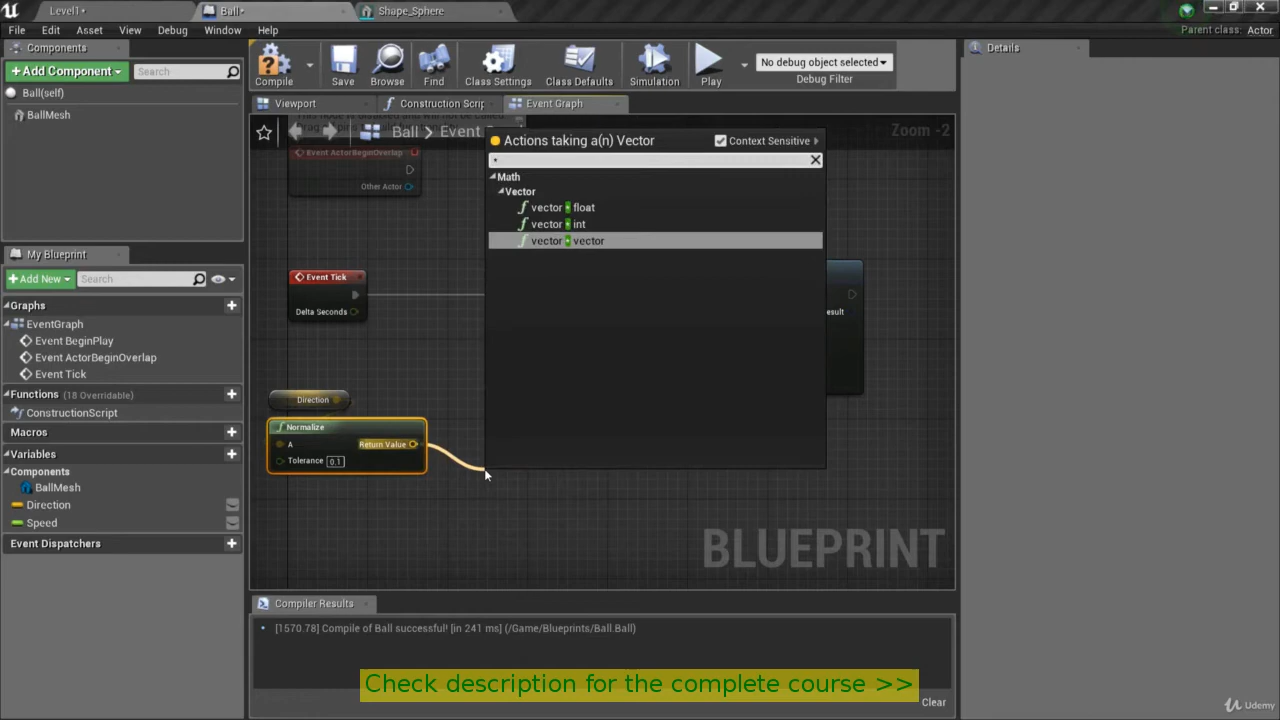 Level1*
Ball*
Shape_Sphere
File Edit Asset View Debug Window Help
Parent class: Actor
Components
+Add Component
Search
Compile
Save
Browse
Find
Class Settings
Class Defaults
Simulation
Play
No debug object selected
Debug Filter
Details
Ball(self)
BallMesh
Viewport
Construction Scrip
Event Graph
Ball > Event
Zoom -2
Event ActorBeginOverlap
Other Actor
Actions taking a(n) Vector
Context Sensitive
*
Math
Vector
vector * float
vector * int
vector * vector
My Blueprint
+Add New
Search
Graphs
EventGraph
Event BeginPlay
Event ActorBeginOverlap
Event Tick
Functions (18 Overridable)
ConstructionScript
Macros
Variables
Components
BallMesh
Direction
Speed
Event Dispatchers
Event Tick
Delta Seconds
esult
Direction
Normalize
A
Return Value
Tolerance 0.1
BLUEPRINT
Compiler Results
[1570.78] Compile of Ball successful! [in 241 ms] (/Game/Blueprints/Ball.Ball)
Check description for the complete course >>
Clear
Udemy